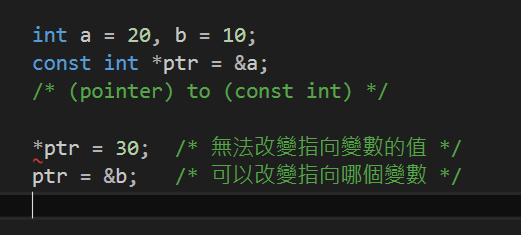 int a = 20, b = 10;
const int *ptr = &a;
/* (pointer) to (const int) */
*ptr = 30;  /* 無法改變指向變數的值 */
ptr = &b;   /* 可以改變指向哪個變數 */